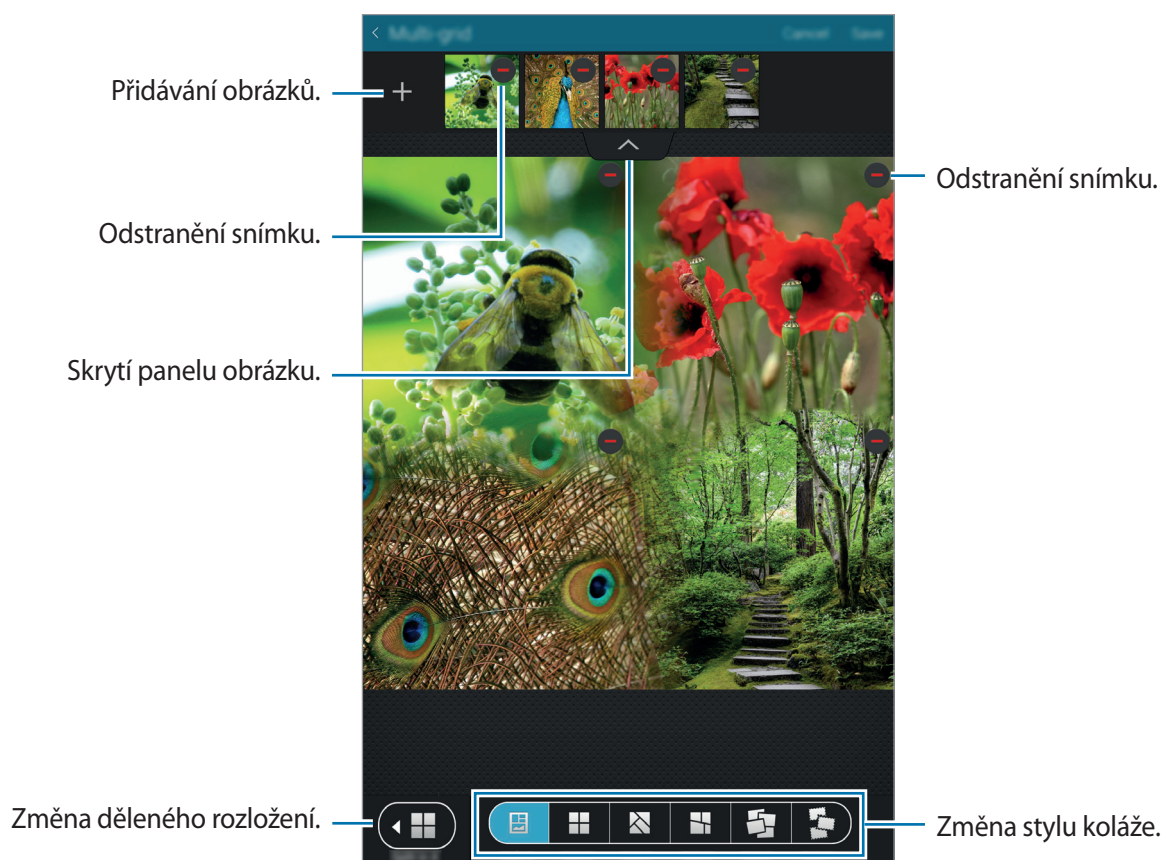 Multi-grid
Cancel Save
Přidávání obrázků.
Odstranění snímku.
Odstranění snímku.
Skrytí panelu obrázku.
Změna děleného rozložení.
Změna stylu koláže.